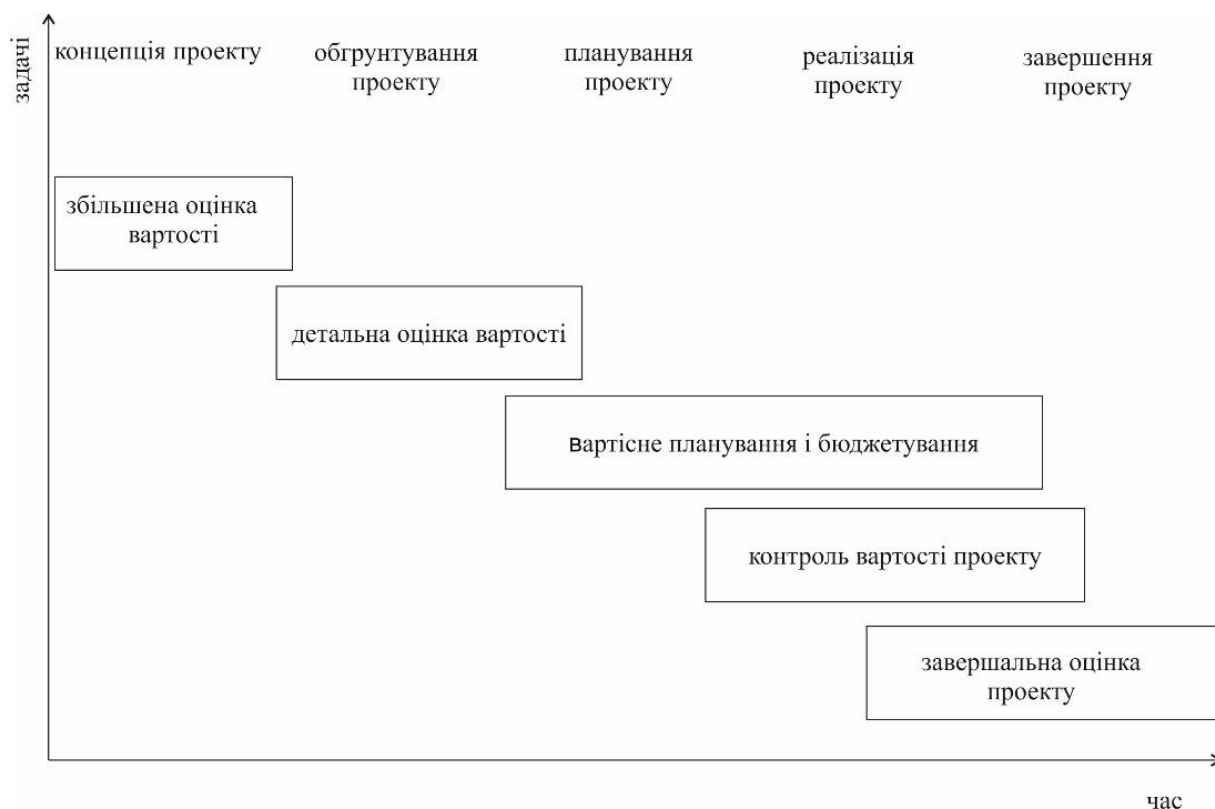 задачі
концепція проекту
обгрунтування
проекту
планування
проекту
реалізація
проекту
завершення
проекту
збільшена оцінка
вартості
детальна оцінка вартості
вартісне планування і бюджетування
контроль вартості проекту
завершальна оцінка
проекту
час